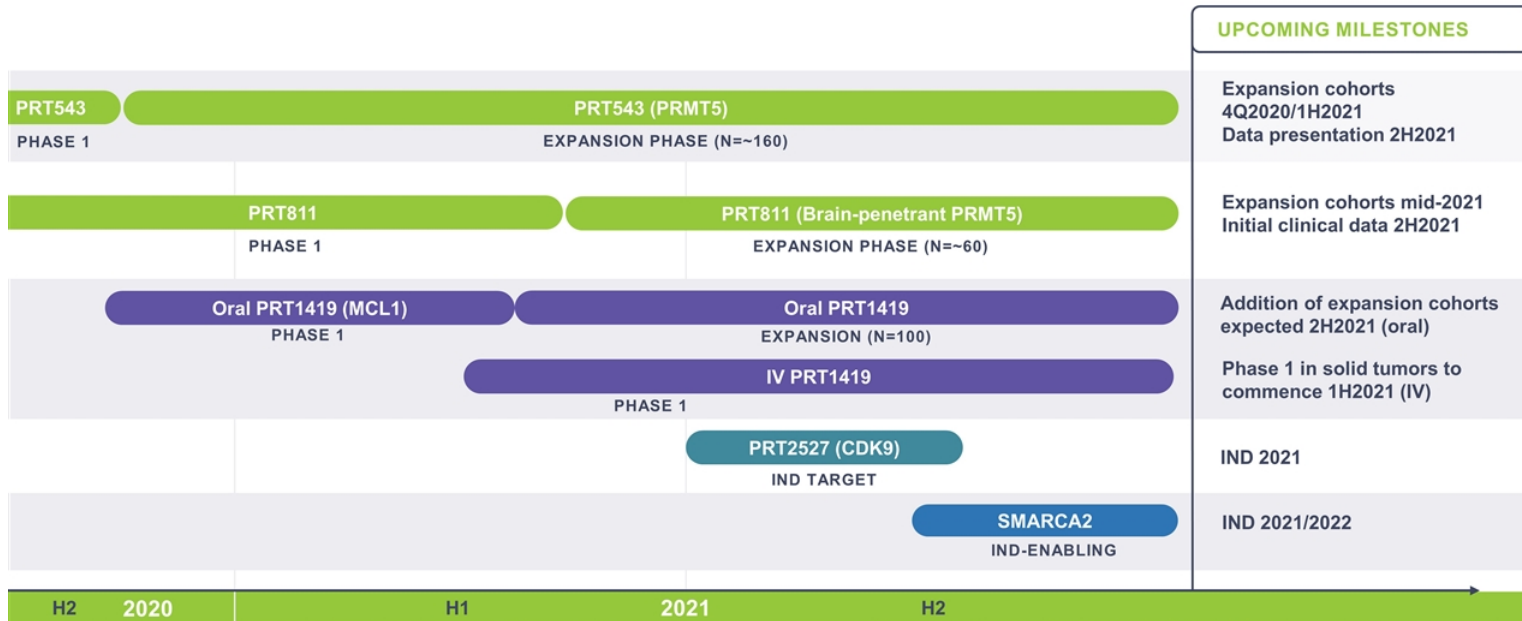 UPCOMING MILESTONES
PRT543
PHASE 1
PRT543 (PRMT5)
EXPANSION PHASE (N=~160)
Expansion cohorts
4Q2020/1H2021
Data presentation 2H2021
PRT811
PHASE 1
PRT811 (Brain-penetrant PRMT5)
EXPANSION PHASE (N=~60)
Expansion cohorts mid-2021
Initial clinical data 2H2021
Oral PRT1419 (MCL1)
PHASE 1
Oral PRT1419
EXPANSION (N=100)
Addition of expansion cohorts
expected 2H2021 (oral)
IV PRT1419
PHASE 1
Phase 1 in solid tumors to
commence 1H2021 (IV)
PRT2527 (CDK9)
IND TARGET
IND 2021
SMARCA2
IND-ENABLING
IND 2021/2022
H2 2020 H1 2021 H2